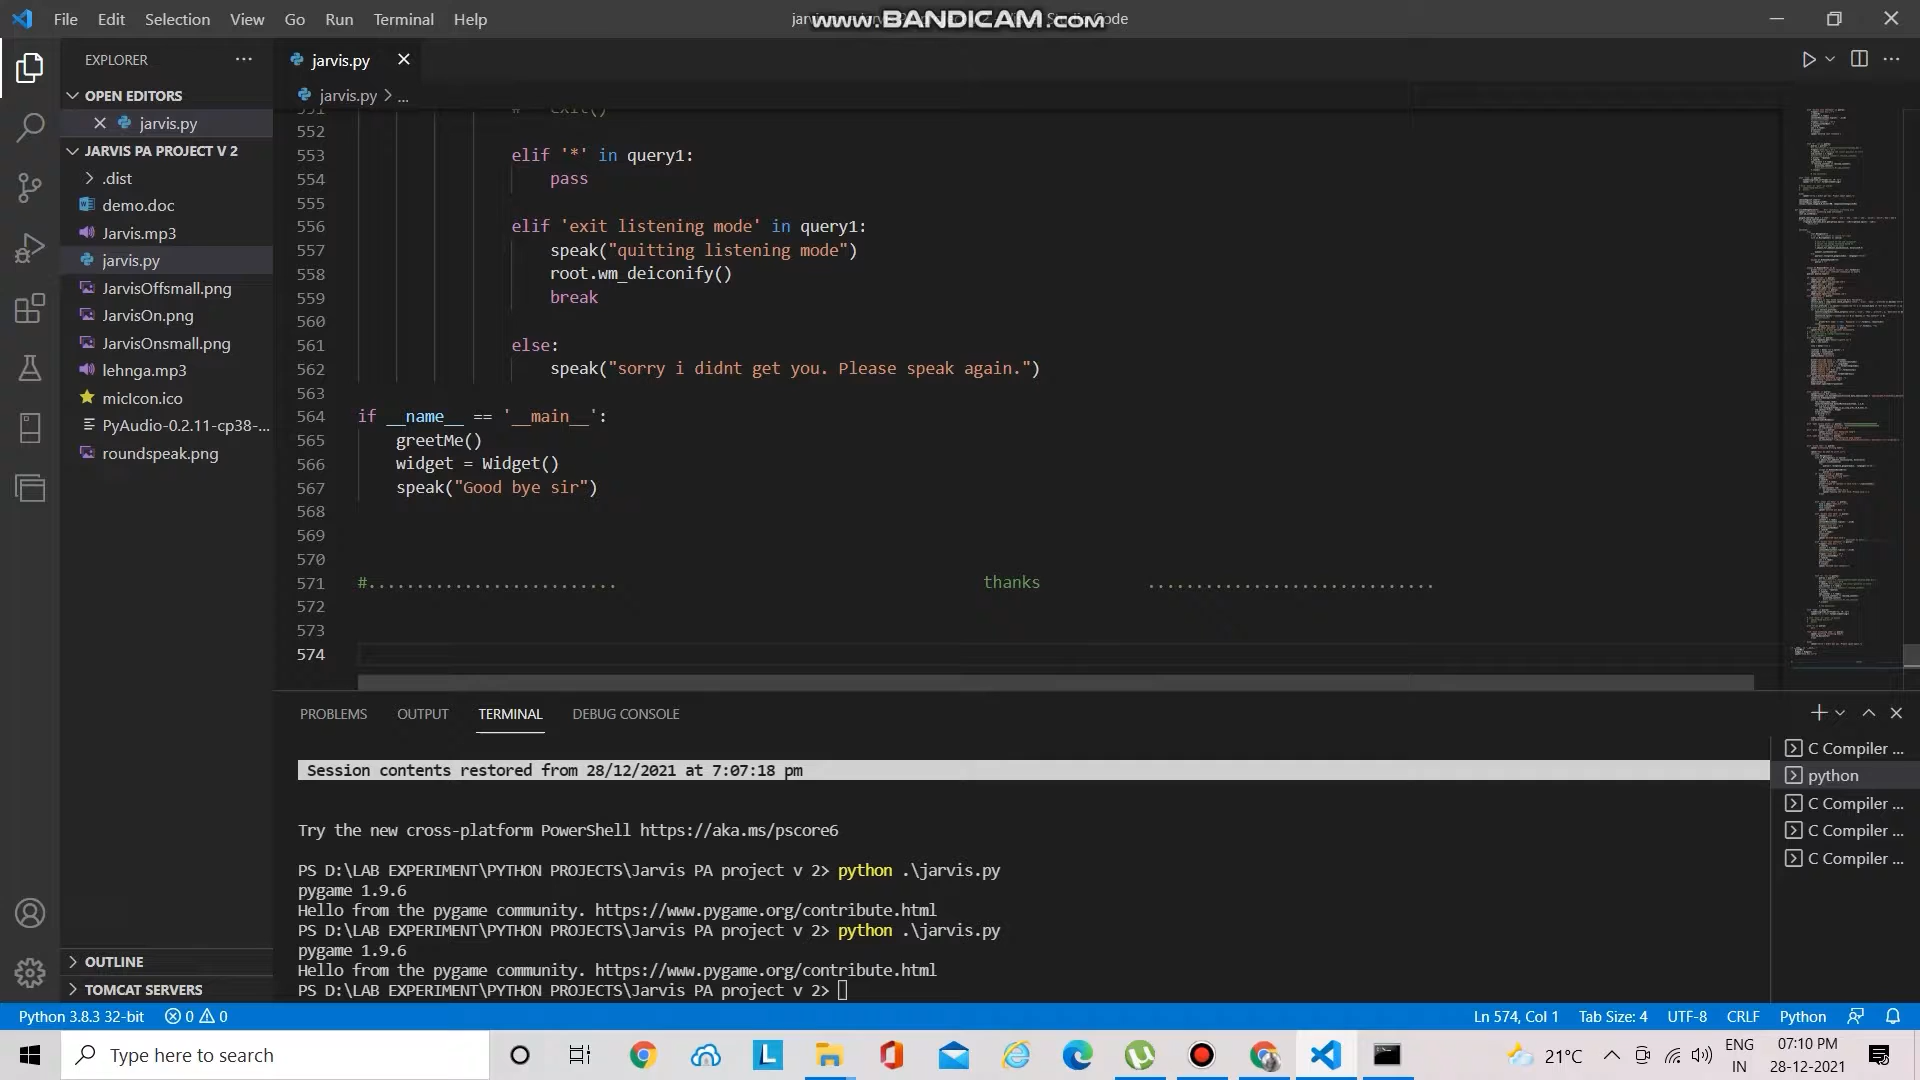 File Edit Selection View Go Run Terminal Help
www.BANDICAM.com
EXPLORER
OPEN EDITORS
jarvis.py
JARVIS PA PROJECT V 2
.dist
demo.doc
Jarvis.mp3
jarvis.py
JarvisOffsmall.png
JarvisOn.png
JarvisOnsmall.png
lehnga.mp3
micIcon.ico
PyAudio-0.2.11-cp38-...
roundspeak.png
OUTLINE
TOMCAT SERVERS
jarvis.py
jarvis.py > ...
551 # exit()
552
553 elif '*' in query1:
554 pass
555
556 elif 'exit listening mode' in query1:
557 speak("quitting listening mode")
558 root.wm_deiconify()
559 break
560
561 else:
562 speak("sorry i didnt get you. Please speak again.")
563
564 if __name__ == '__main__':
565 greetMe()
566 widget = Widget()
567 speak("Good bye sir")
568
569
570
571 #.......................... thanks ..............................
572
573
574
PROBLEMS OUTPUT TERMINAL DEBUG CONSOLE
Session contents restored from 28/12/2021 at 7:07:18 pm
Try the new cross-platform PowerShell https://aka.ms/pscore6
PS D:\LAB EXPERIMENT\PYTHON PROJECTS\Jarvis PA project v 2> python .\jarvis.py
pygame 1.9.6
Hello from the pygame community. https://www.pygame.org/contribute.html
PS D:\LAB EXPERIMENT\PYTHON PROJECTS\Jarvis PA project v 2> python .\jarvis.py
pygame 1.9.6
Hello from the pygame community. https://www.pygame.org/contribute.html
PS D:\LAB EXPERIMENT\PYTHON PROJECTS\Jarvis PA project v 2>
C Compiler ...
python
C Compiler ...
C Compiler ...
C Compiler ...
Python 3.8.3 32-bit 0 0 Ln 574, Col 1 Tab Size: 4 UTF-8 CRLF Python
Type here to search
21°C
ENG
IN
07:10 PM
28-12-2021